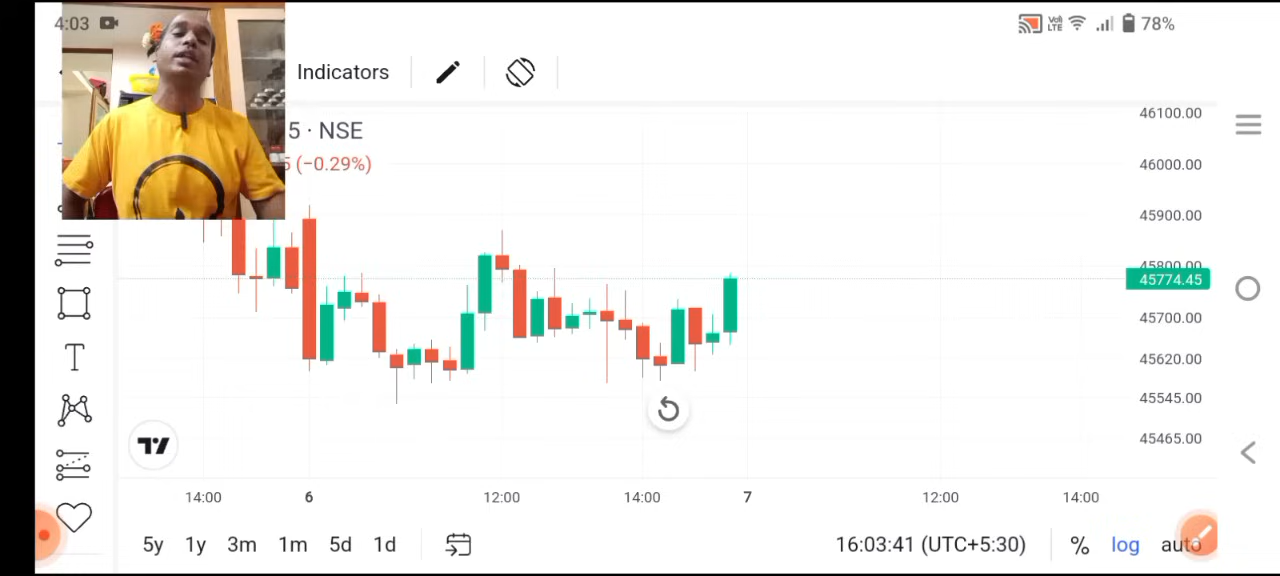 4:03
Vo)) LTE
78%
Indicators
5 · NSE
5 (−0.29%)
46100.00
46000.00
45900.00
45800.00
45774.45
45700.00
45620.00
45545.00
45465.00
T
14:00 6 12:00 14:00 7 12:00 14:00
5y 1y 3m 1m 5d 1d
16:03:41 (UTC+5:30) % log auto